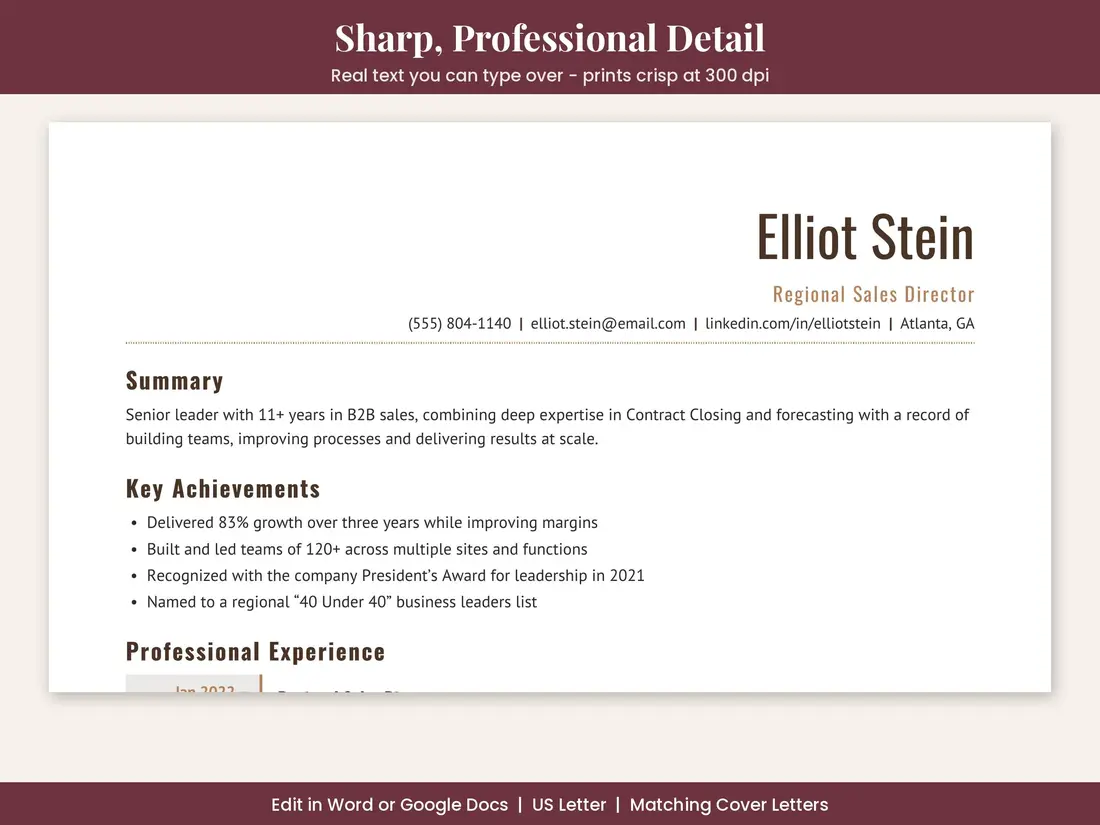 Sharp, Professional Detail
Real text you can type over - prints crisp at 300 dpi
Elliot Stein
Regional Sales Director
(555) 804-1140 | elliot.stein@email.com | linkedin.com/in/elliotstein | Atlanta, GA
Summary
Senior leader with 11+ years in B2B sales, combining deep expertise in Contract Closing and forecasting with a record of
building teams, improving processes and delivering results at scale.
Key Achievements
• Delivered 83% growth over three years while improving margins
• Built and led teams of 120+ across multiple sites and functions
• Recognized with the company President’s Award for leadership in 2021
• Named to a regional “40 Under 40” business leaders list
Professional Experience
Jan 2022
Edit in Word or Google Docs | US Letter | Matching Cover Letters